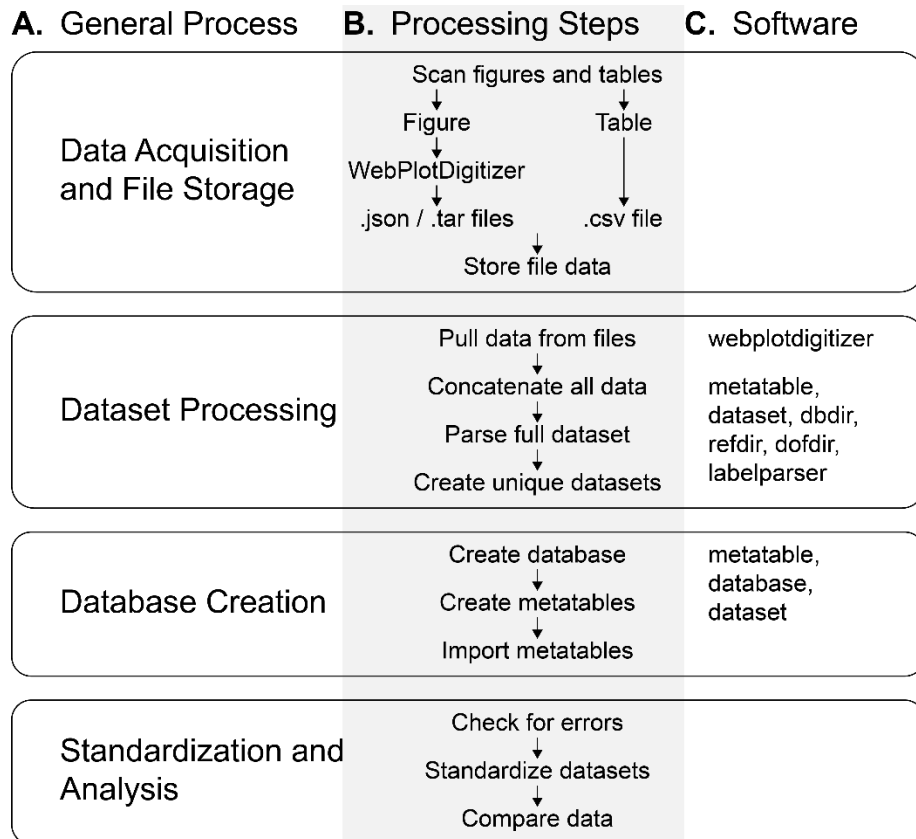 A. General Process
B. Processing Steps
C. Software
Data Acquisition
and File Storage
Scan figures and tables
Figure
Table
WebPlotDigitizer
.json / .tar files
.csv file
Store file data
Dataset Processing
Pull data from files
Concatenate all data
Parse full dataset
Create unique datasets
webplotdigitizer
metatable,
dataset, dbdir,
refdir, dofdir,
labelparser
Database Creation
Create database
Create metatables
Import metatables
metatable,
database,
dataset
Standardization and
Analysis
Check for errors
Standardize datasets
Compare data